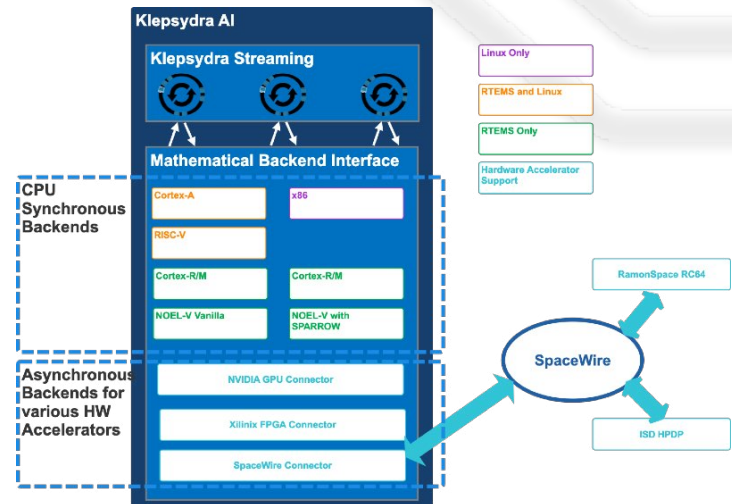 Klepsydra AI
Klepsydra Streaming
Mathematical Backend Interface
CPU
Synchronous
Backends
Cortex-A
x86
RISC-V
Cortex-R/M
Cortex-R/M
NOEL-V Vanilla
NOEL-V with
SPARROW
Asynchronous
Backends for
various HW
Accelerators
NVIDIA GPU Connector
Xilinix FPGA Connector
SpaceWire Connector
Linux Only
RTEMS and Linux
RTEMS Only
Hardware Accelerator
Support
RamonSpace RC64
SpaceWire
ISD HPDP